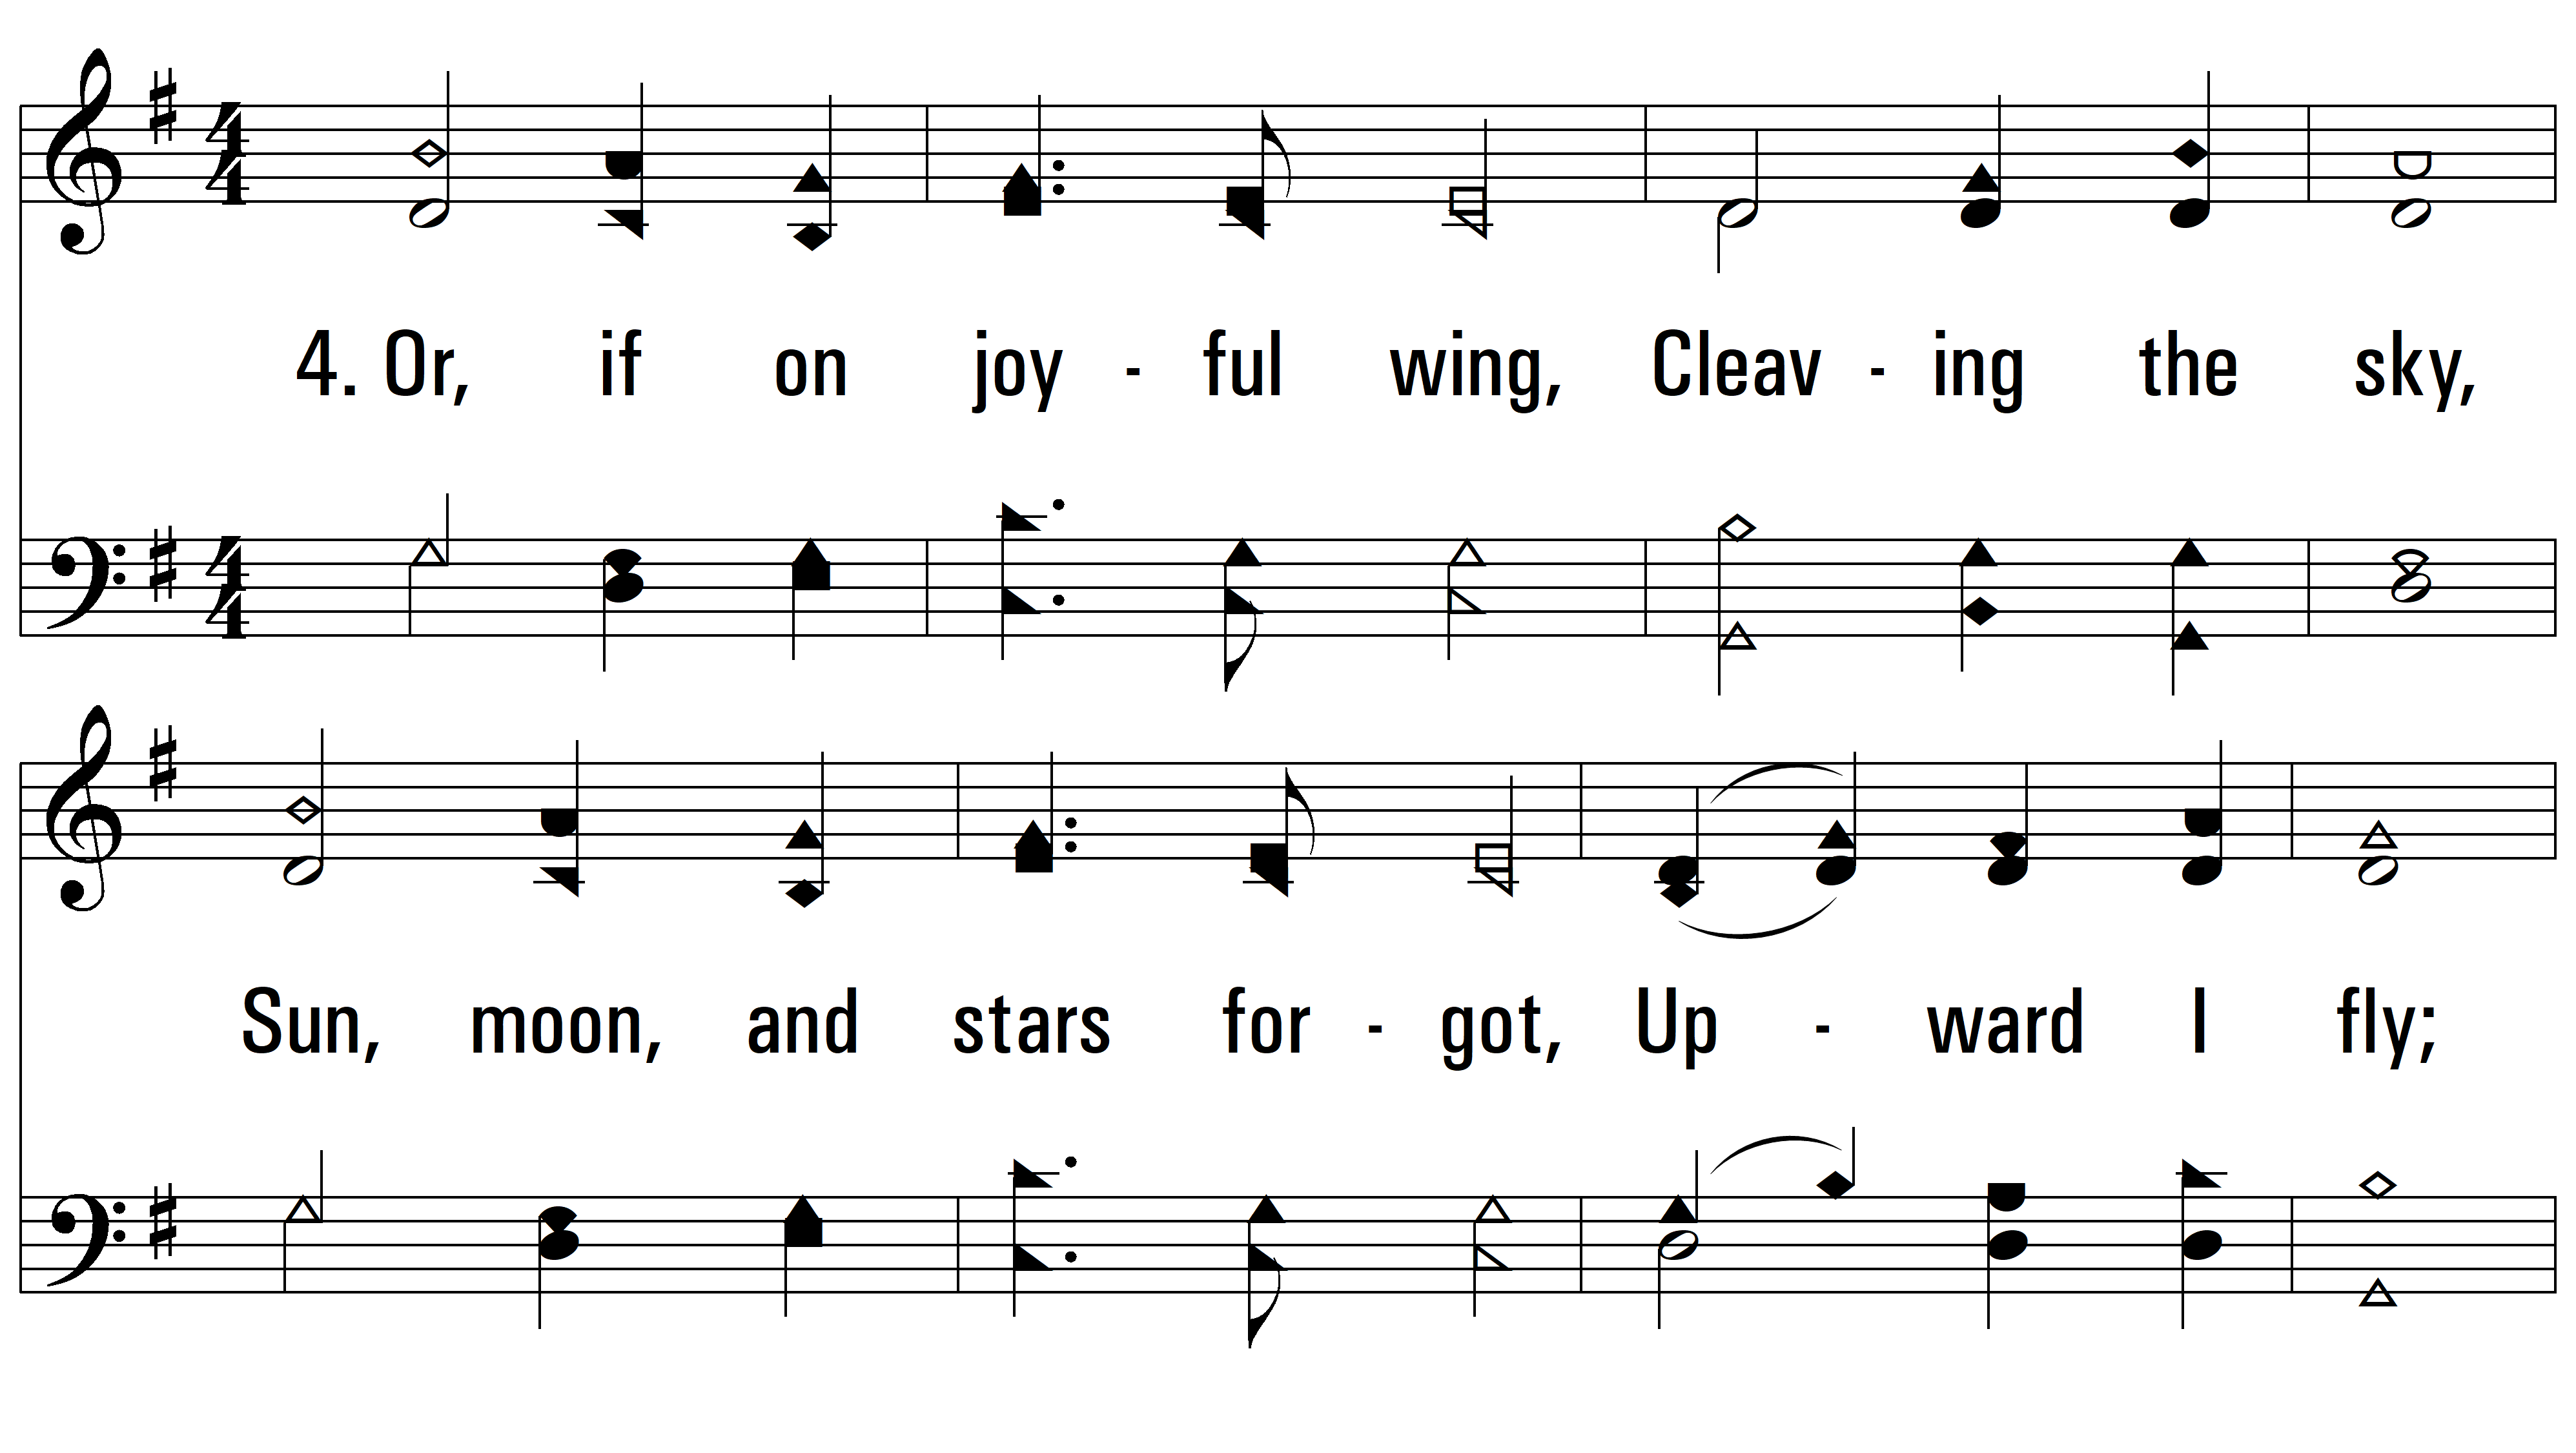 4. Or, if on joy - ful wing, Cleav - ing the sky,
Sun, moon, and stars for - got, Up - ward I fly;